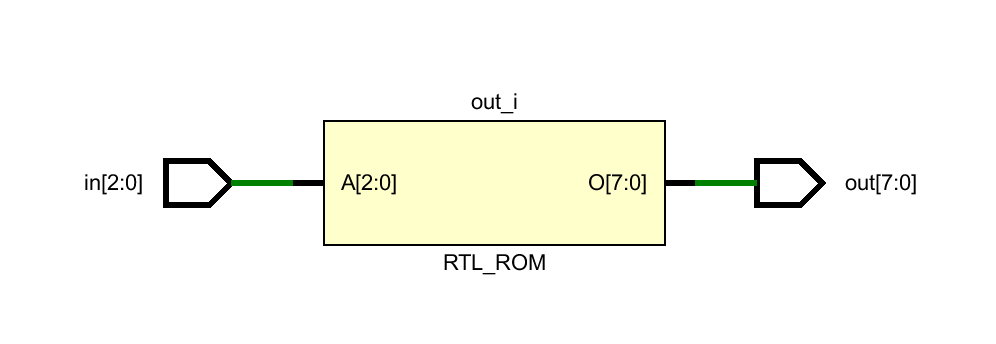 out_i
in[2:0]
A[2:0]
O[7:0]
out[7:0]
RTL_ROM